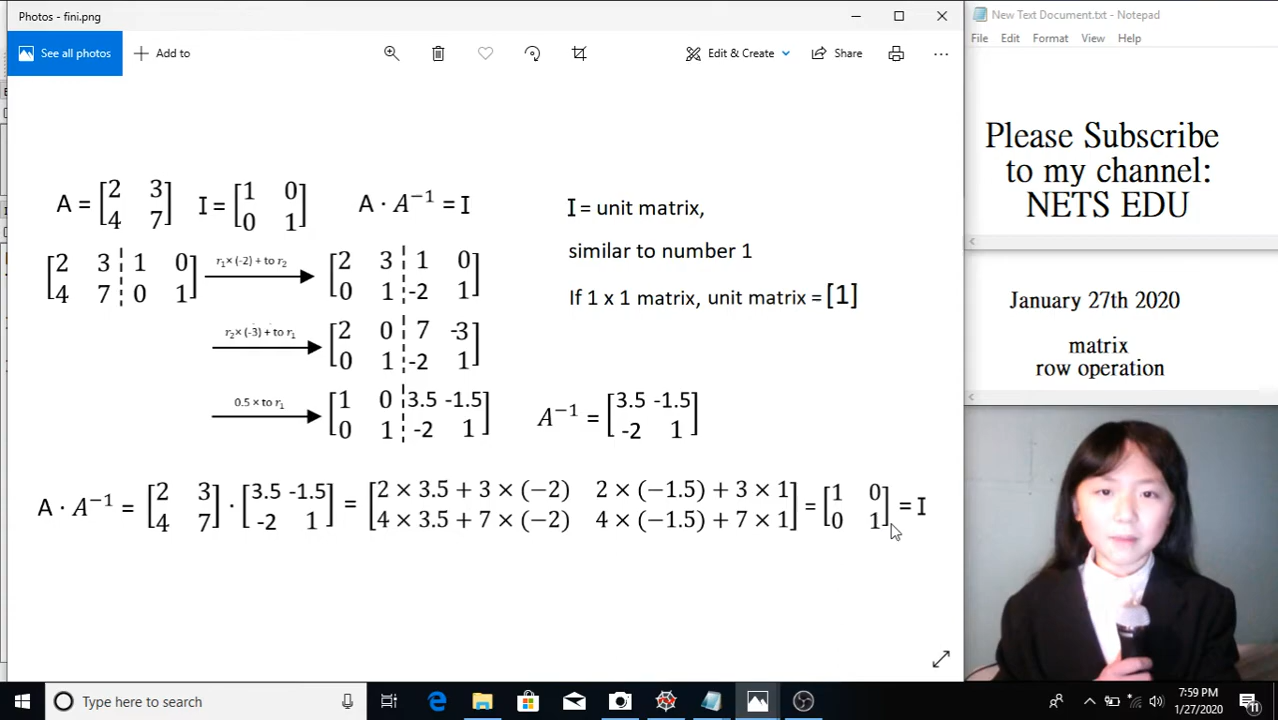 Photos - fini.png
See all photos
Add to
Edit & Create
Share
A = [2 3 4 7] I = [1 0 0 1] A · A⁻¹ = I
[2 3 ¦ 1 0
4 7 ¦ 0 1]
r₁× (-2) + to r₂
[2 3 ¦ 1 0
0 1 ¦ -2 1]
r₂× (-3) + to r₁
[2 0 ¦ 7 -3
0 1 ¦ -2 1]
0.5 × to r₁
[1 0 ¦ 3.5 -1.5
0 1 ¦ -2 1]
I = unit matrix,
similar to number 1
If 1 x 1 matrix, unit matrix = [1]
A⁻¹ = [3.5 -1.5
-2 1]
A · A⁻¹ = [2 3 · [3.5 -1.5 = [2 × 3.5 + 3 × (−2) 2 × (−1.5) + 3 × 1] = [1 0] = I
4 7] -2 1] 4 × 3.5 + 7 × (−2) 4 × (−1.5) + 7 × 1] 0 1]
New Text Document.txt - Notepad
File Edit Format View Help
Please Subscribe
to my channel:
NETS EDU
January 27th 2020
matrix
row operation
Type here to search
7:59 PM
1/27/2020
11